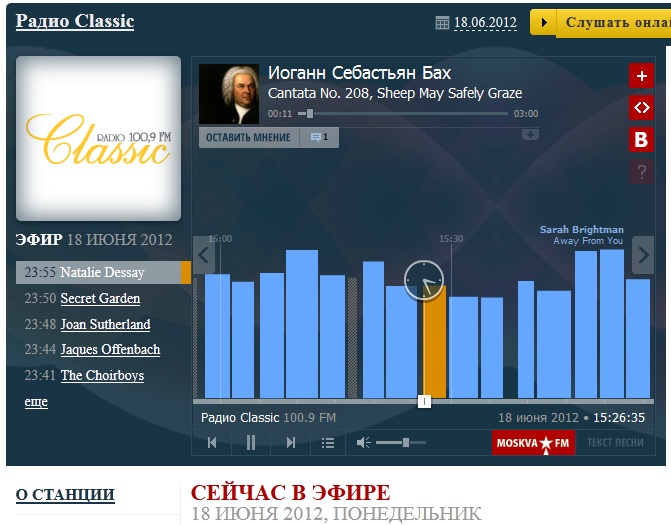 Радио Classic
18.06.2012
Слушать онла
RADIO 100,9 FM
Classic
Иоганн Себастьян Бах
Cantata No. 208, Sheep May Safely Graze
00:11
03:00
ОСТАВИТЬ МНЕНИЕ
1
B
?
ЭФИР 18 ИЮНЯ 2012
23:55 Natalie Dessay
23:50 Secret Garden
23:48 Joan Sutherland
23:44 Jaques Offenbach
23:41 The Choirboys
еще
15:00
15:30
Sarah Brightman
Away From You
Радио Classic 100.9 FM
18 июня 2012 • 15:26:35
MOSKVA FM
ТЕКСТ ПЕСНИ
О СТАНЦИИ
СЕЙЧАС В ЭФИРЕ
18 ИЮНЯ 2012, ПОНЕДЕЛЬНИК